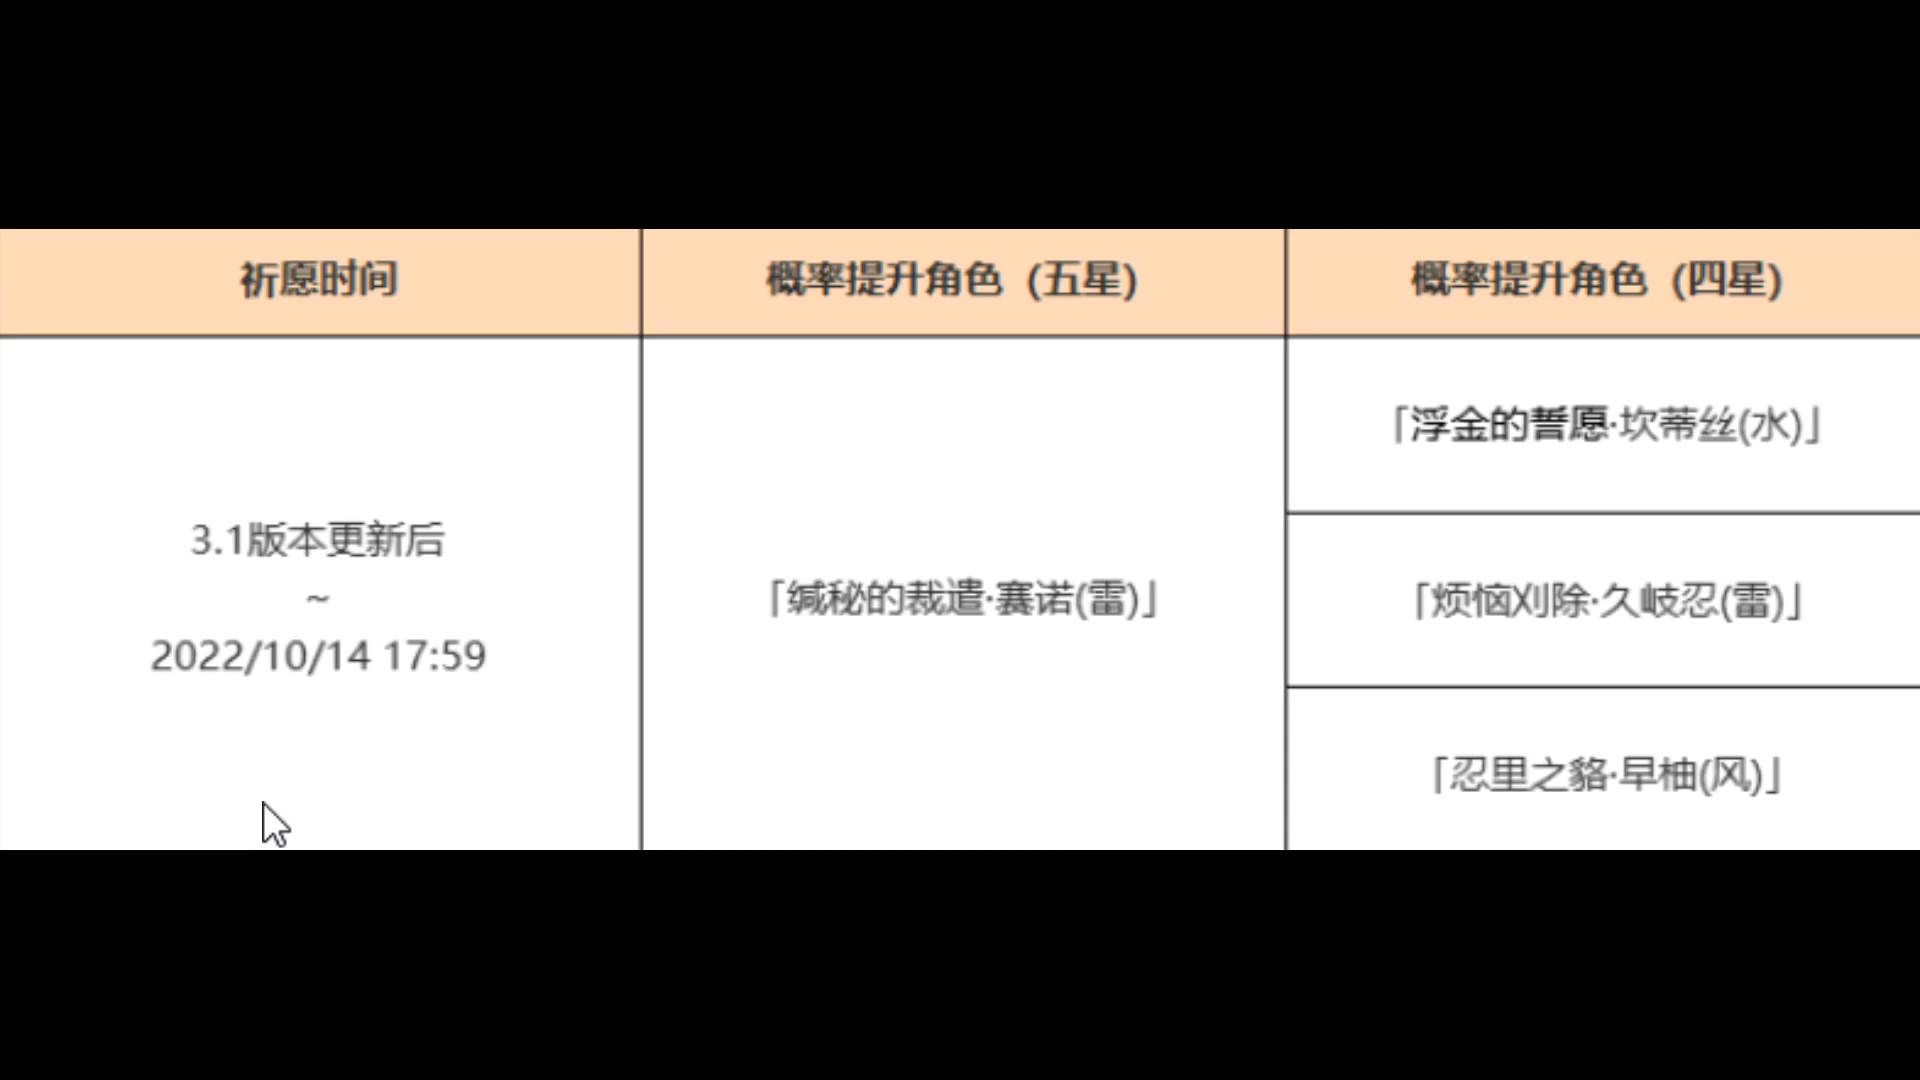 祈愿时间
概率提升角色（五星）
概率提升角色（四星）
3.1版本更新后
~
2022/10/14 17:59
「缄秘的裁遣·赛诺(雷)」
「浮金的誓愿·坎蒂丝(水)」
「烦恼刈除·久岐忍(雷)」
「忍里之貉·早柚(风)」